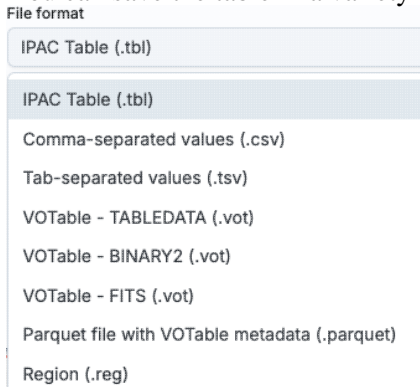 File format
IPAC Table (.tbl)
IPAC Table (.tbl)
Comma-separated values (.csv)
Tab-separated values (.tsv)
VOTable - TABLEDATA (.vot)
VOTable - BINARY2 (.vot)
VOTable - FITS (.vot)
Parquet file with VOTable metadata (.parquet)
Region (.reg)